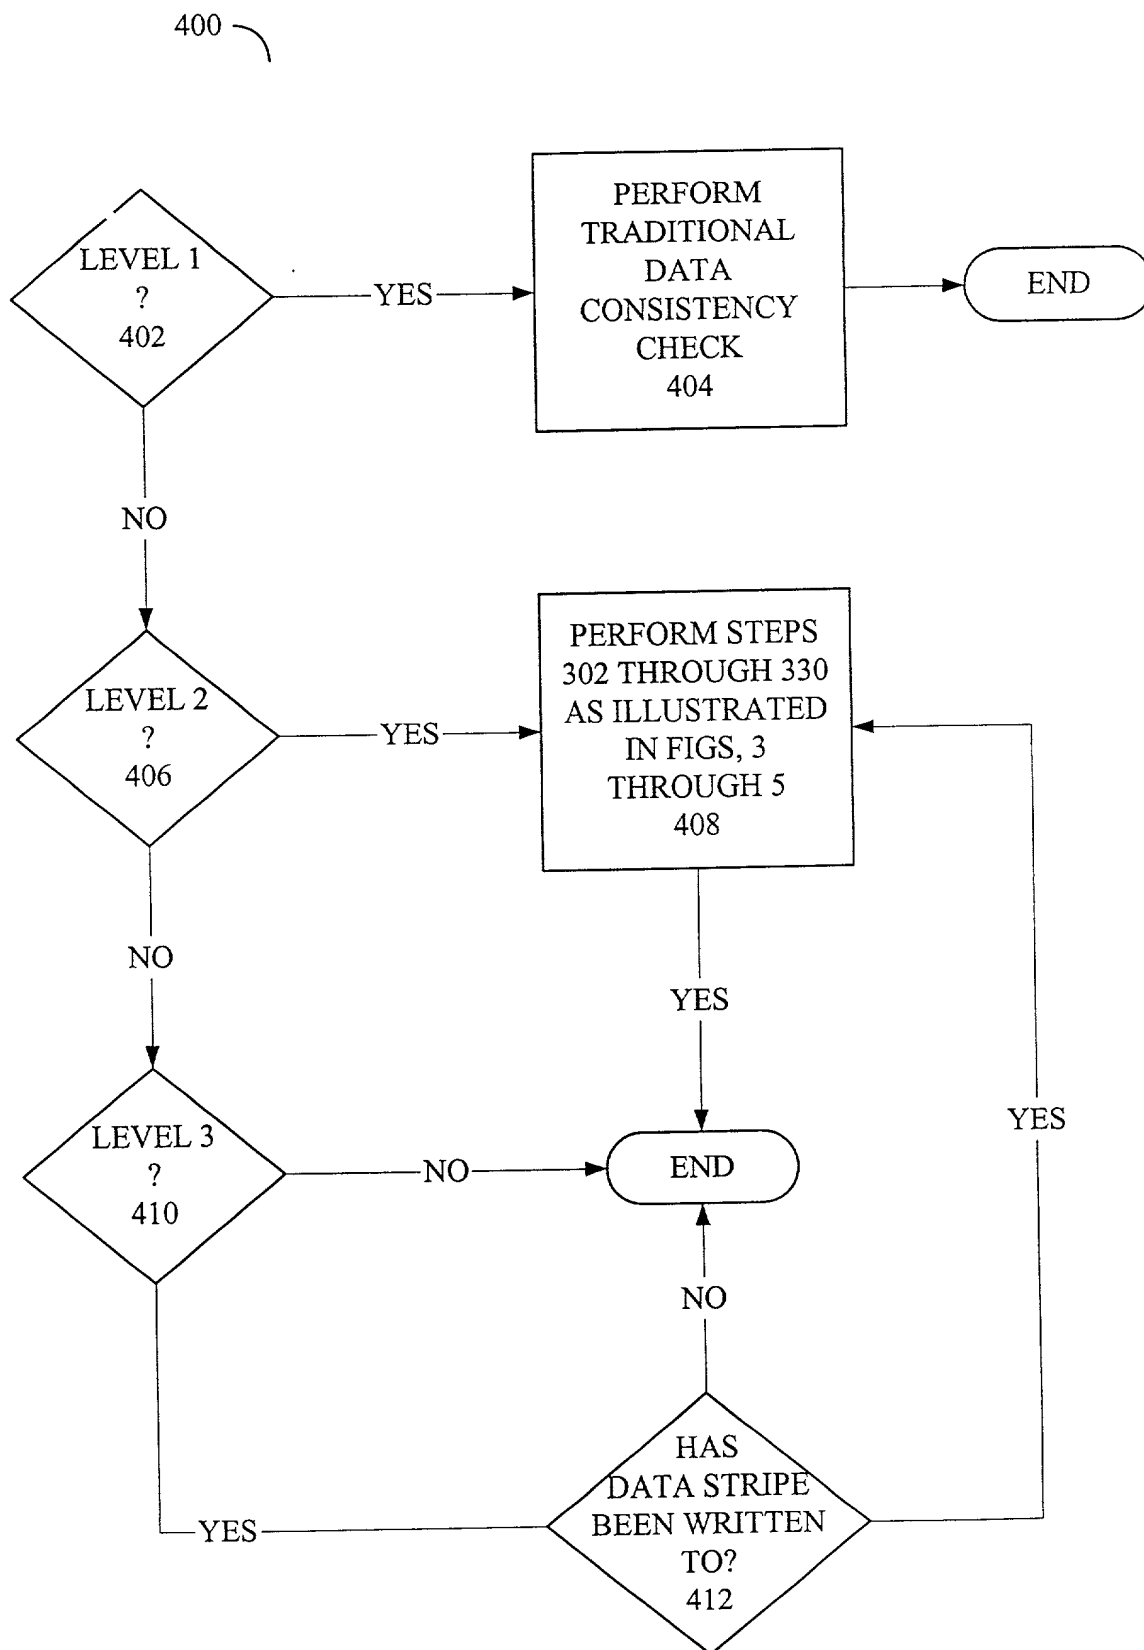 400
LEVEL 1
?
402
YES
PERFORM
TRADITIONAL
DATA
CONSISTENCY
CHECK
404
END
NO
LEVEL 2
?
406
YES
PERFORM STEPS
302 THROUGH 330
AS ILLUSTRATED
IN FIGS, 3
THROUGH 5
408
NO
YES
YES
LEVEL 3
?
410
NO
END
NO
YES
HAS
DATA STRIPE
BEEN WRITTEN
TO?
412